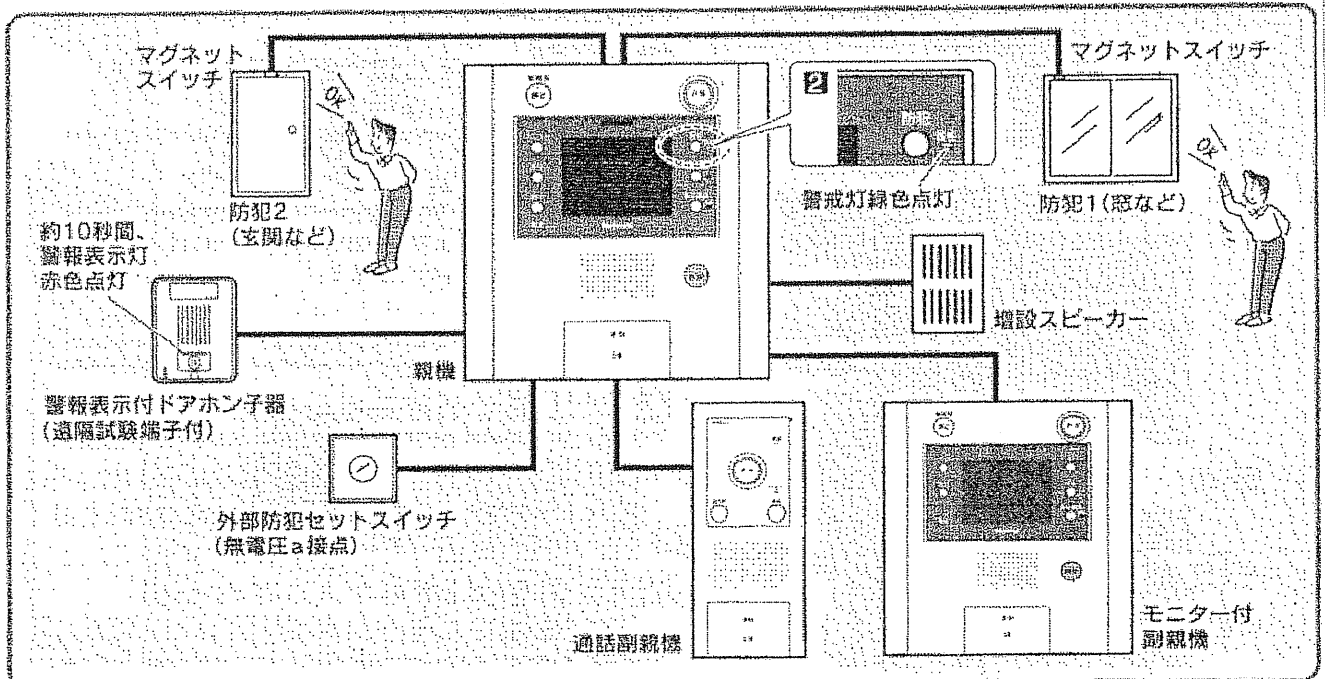 マグネット
スイッチ
OK
防犯2
(玄関など)
2
警戒灯緑色点灯
マグネットスイッチ
OK
防犯1(窓など)
約10秒間、
警報表示灯
赤色点灯
警報表示付ドアホン子器
(遠隔試験端子付)
親機
増設スピーカー
外部防犯セットスイッチ
(無電圧a接点)
通話副親機
モニター付
副親機